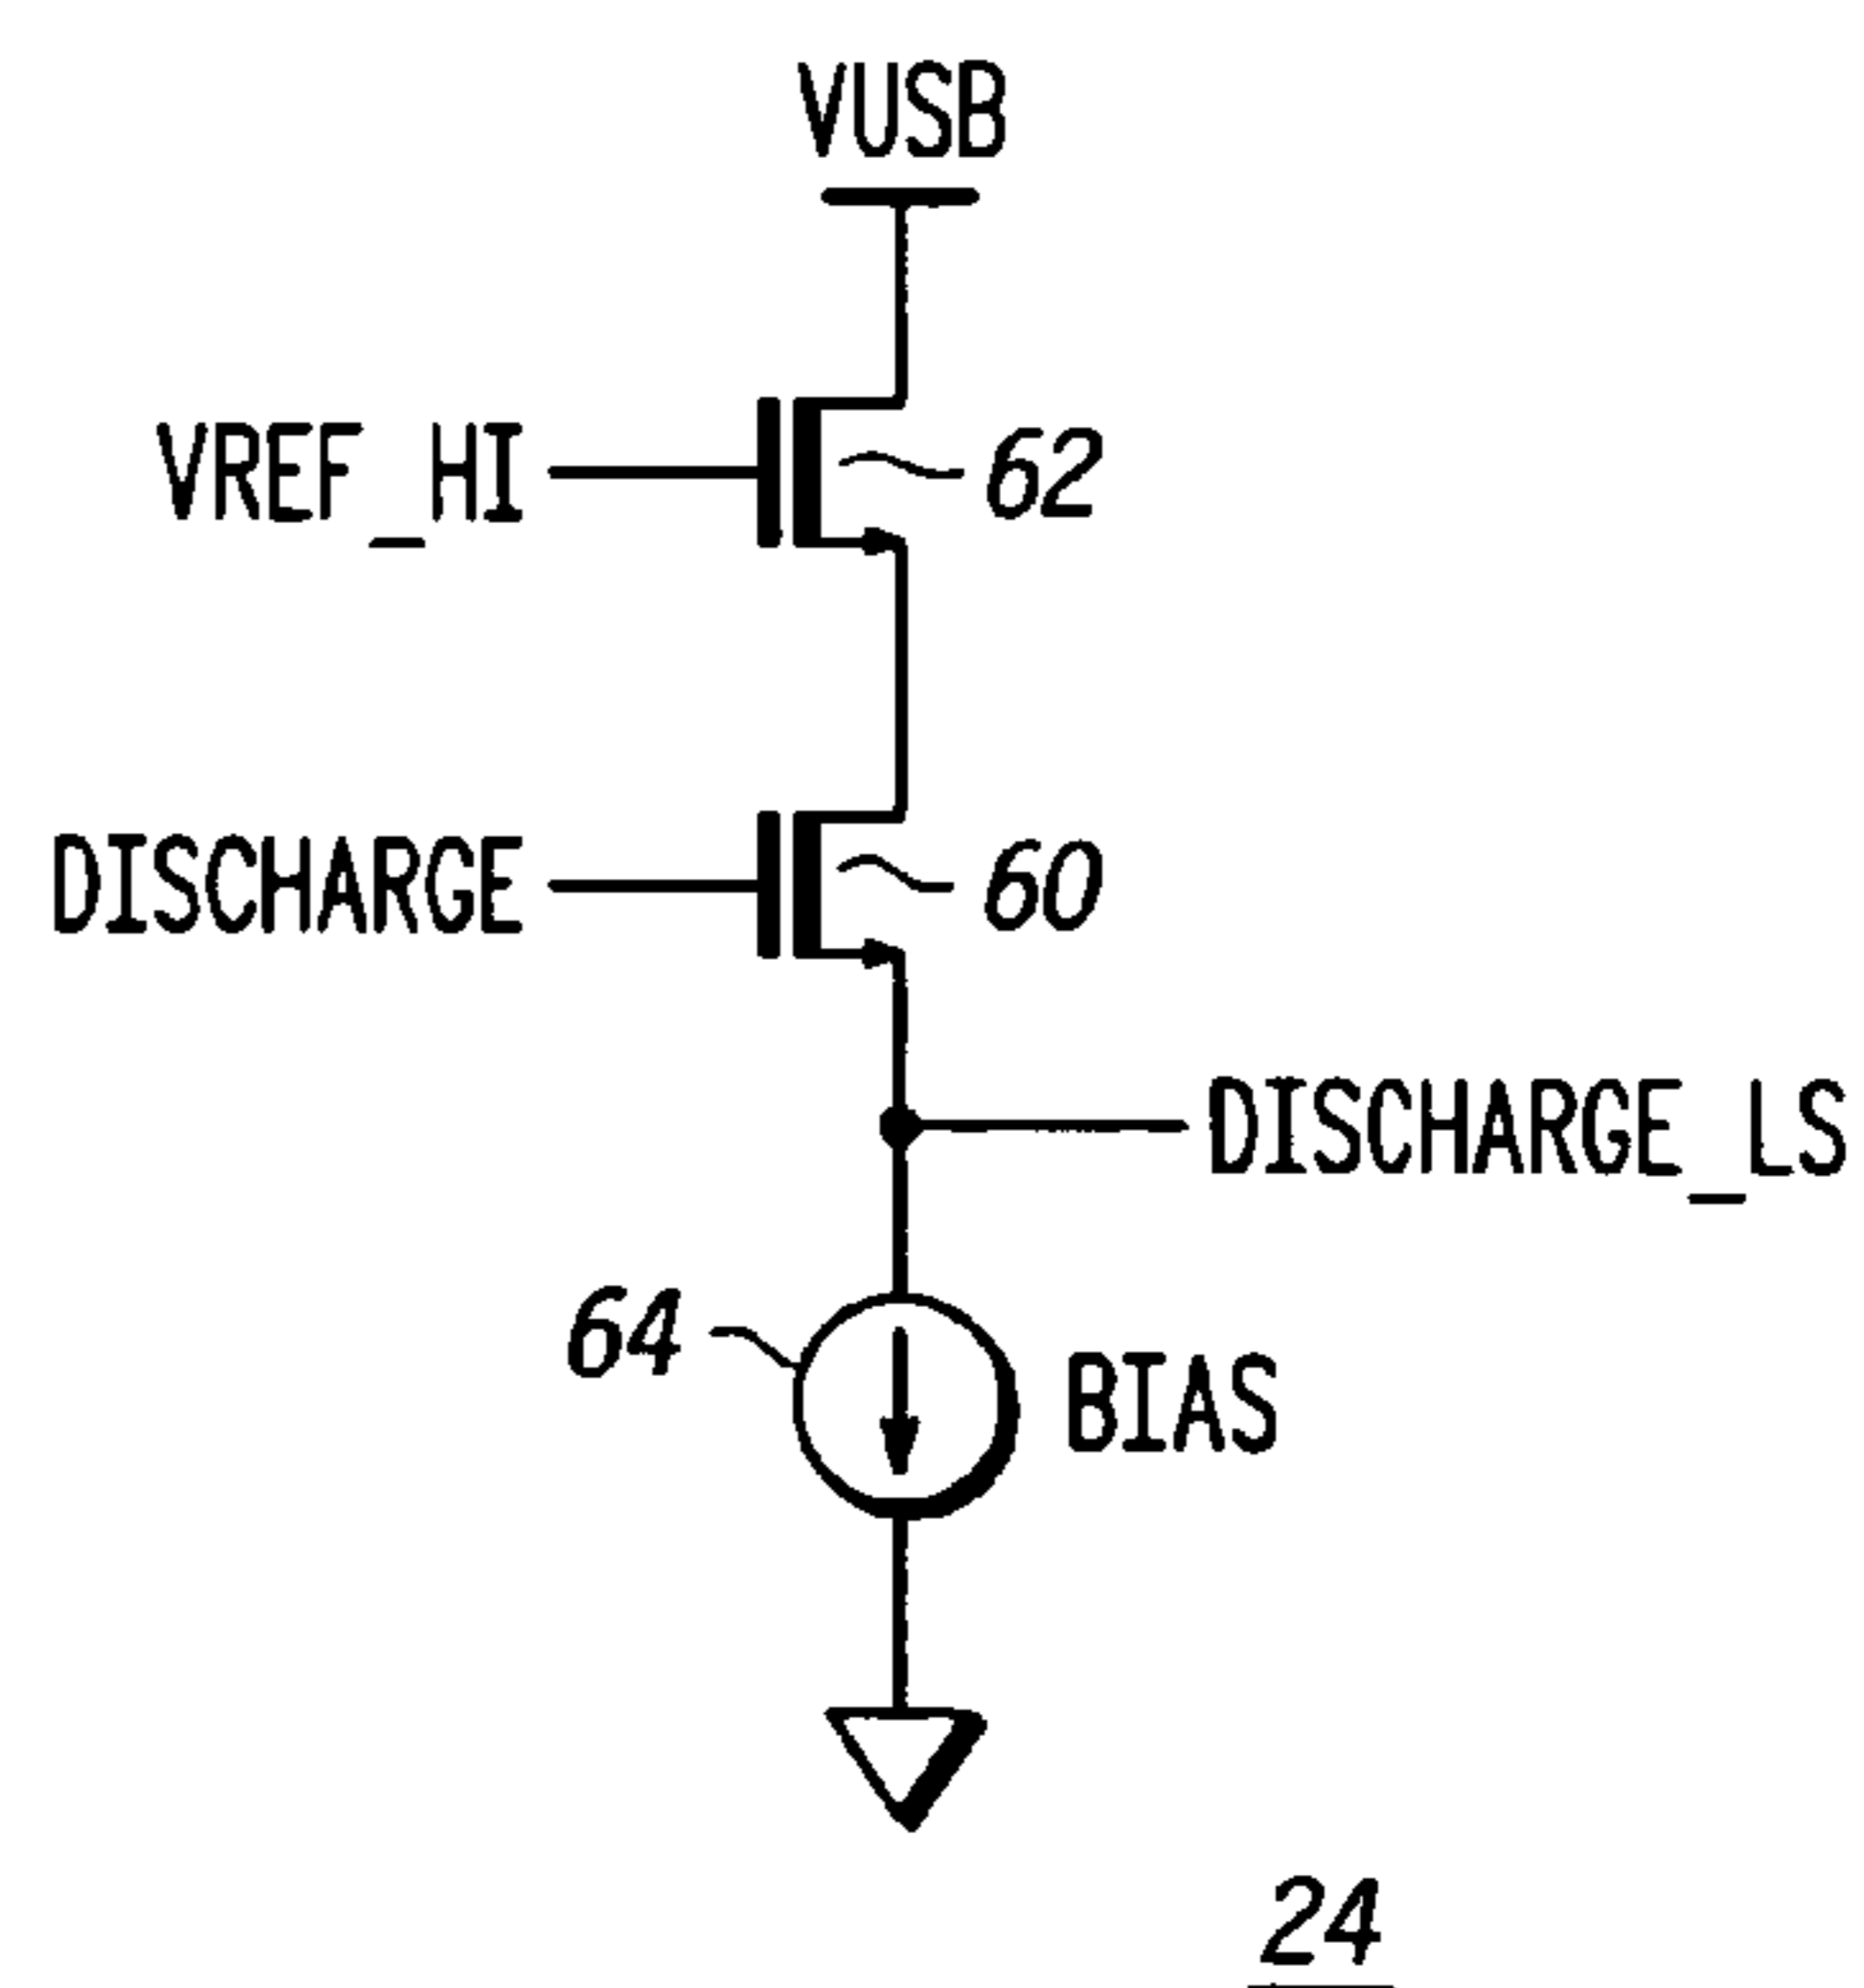 VUSB
VREF_HI
62
DISCHARGE
60
DISCHARGE_LS
64
BIAS
24